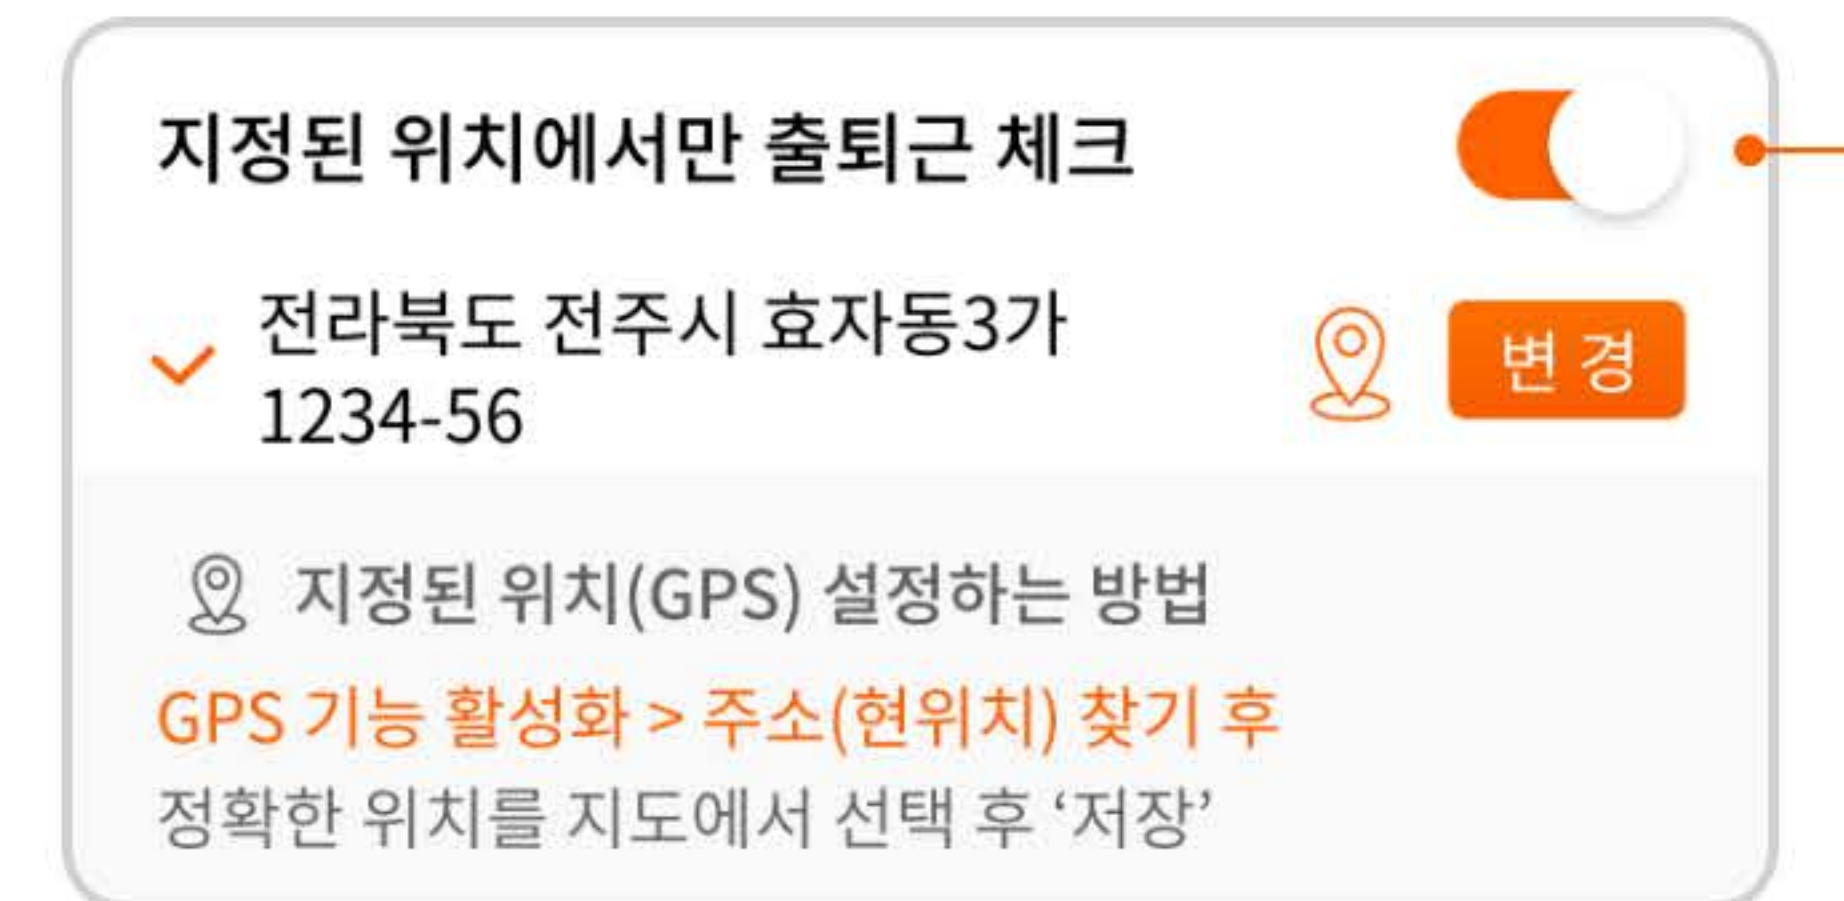 지정된 위치에서만 출퇴근 체크
전라북도 전주시 효자동3가
1234-56
변경
지정된 위치(GPS) 설정하는 방법
GPS 기능 활성화 > 주소(현위치) 찾기 후
정확한 위치를 지도에서 선택 후 ‘저장’